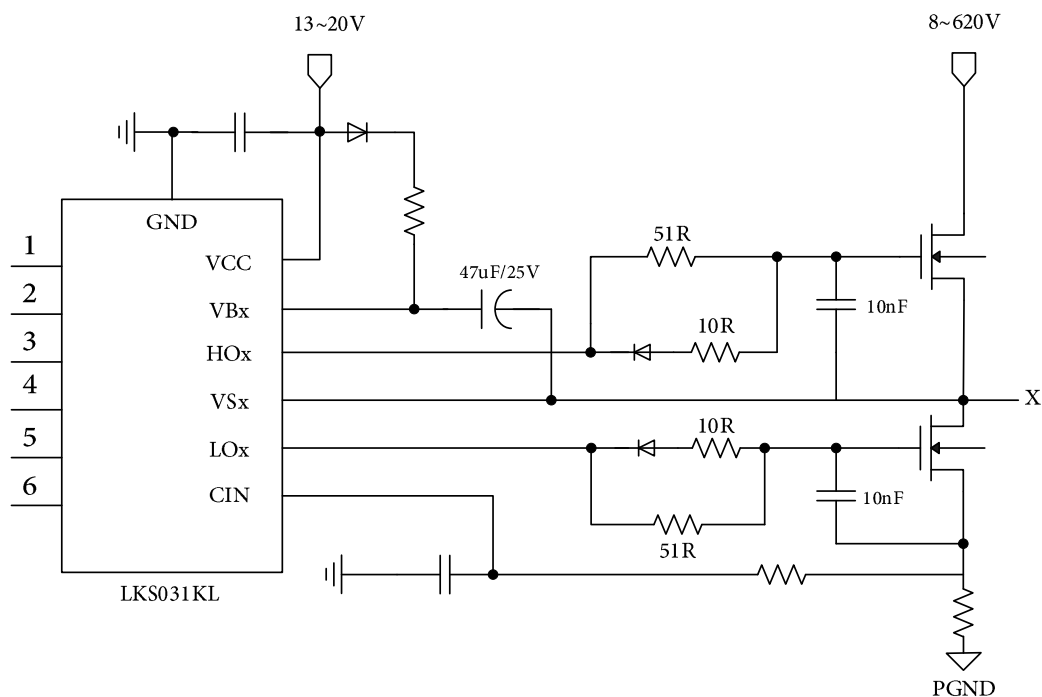 13~20V
8~620V
GND
1
VCC
51R
2
47uF/25V
VBx
10nF
3
HOx
10R
4
VSx
X
5
LOx
10R
6
CIN
10nF
51R
LKS031KL
PGND